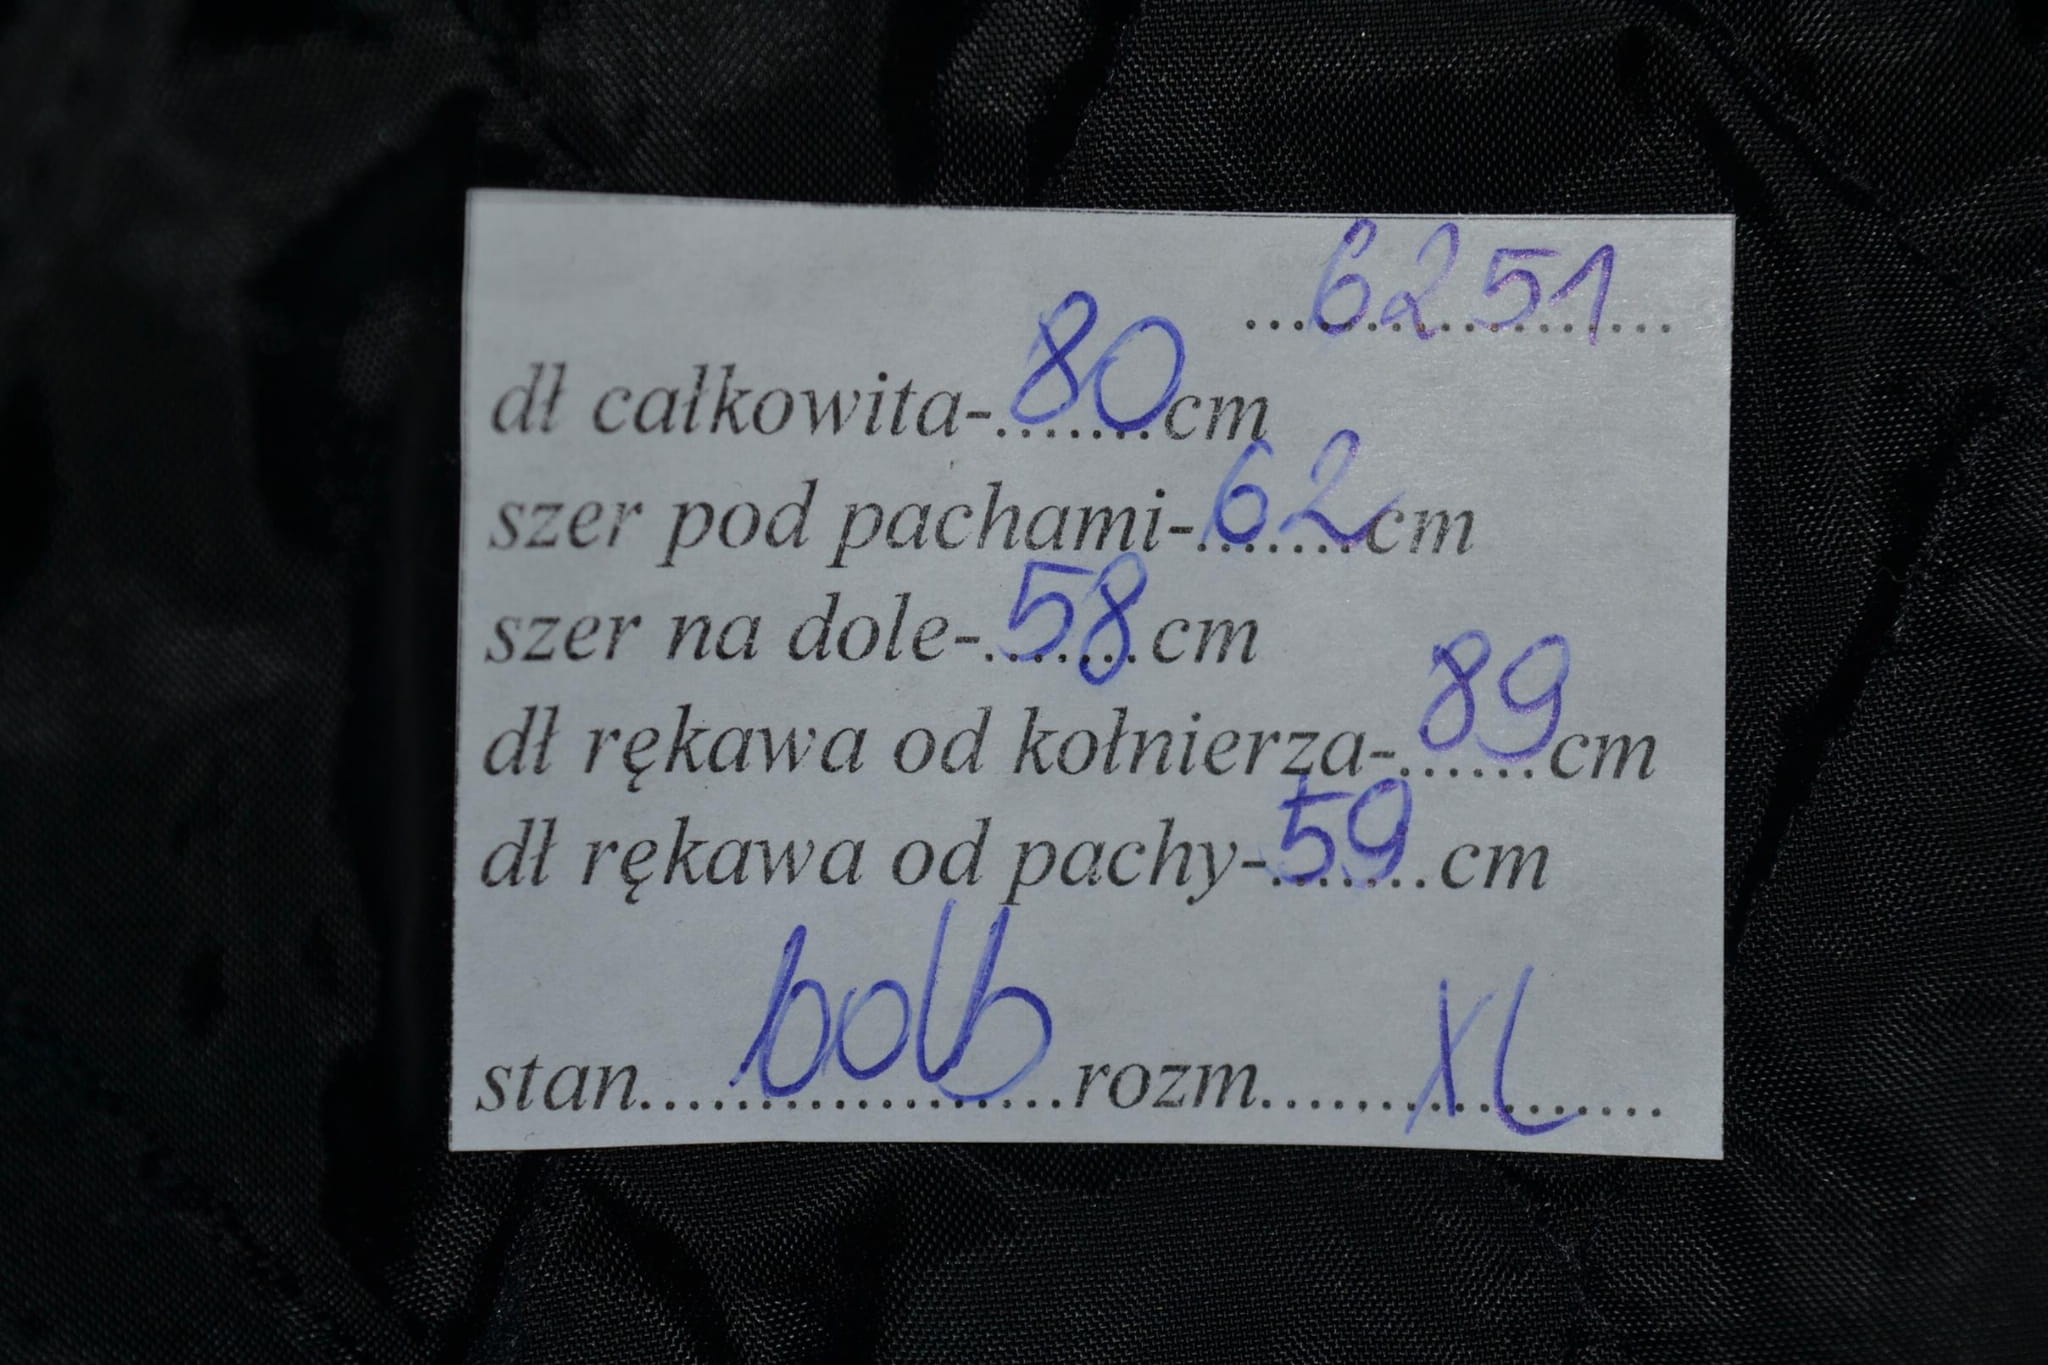 ...6251...
dł całkowita-80cm
szer pod pachami-62cm
szer na dole-58cm
dł rękawa od kołnierza-89cm
dł rękawa od pachy-59cm
stan..........rozm....XL....